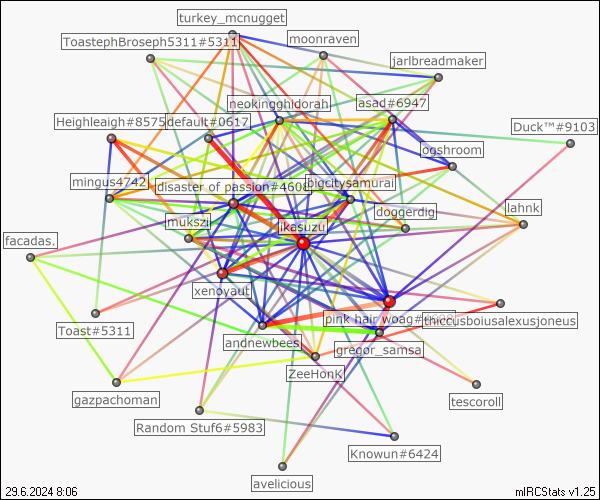 turkey_mcnugget
moonraven
ToastephBroseph5311#5311
jarlbreadmaker
neokingghidorah
asad#6947
Heighleaigh#8575
default#0617
Duck™#9103
ogshroom
mingus4742
disaster of passion#4608
bigcitysamurai
mukszi
doggerdig
lahnk
ikasuzu
facadas.
xenoyaut
pink hair woag#
thiccusboiusalexusjoneus
Toast#5311
andnewbees
gregor_samsa
ZeeHonK
gazpachoman
tescoroll
Random Stuf6#5983
Knowun#6424
avelicious
29.6.2024 8:06
mIRCStats v1.25